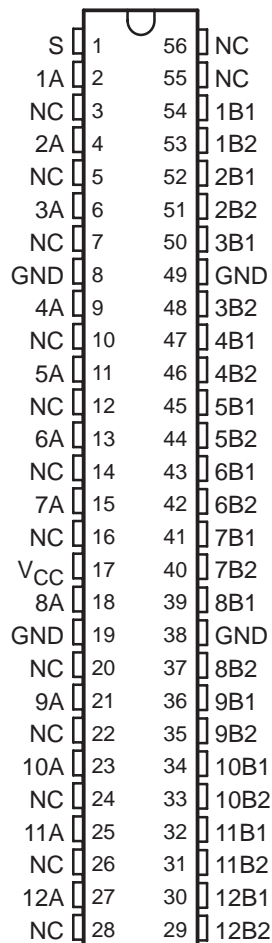 S 1 56 NC
1A 2 55 NC
NC 3 54 1B1
2A 4 53 1B2
NC 5 52 2B1
3A 6 51 2B2
NC 7 50 3B1
GND 8 49 GND
4A 9 48 3B2
NC 10 47 4B1
5A 11 46 4B2
NC 12 45 5B1
6A 13 44 5B2
NC 14 43 6B1
7A 15 42 6B2
NC 16 41 7B1
VCC 17 40 7B2
8A 18 39 8B1
GND 19 38 GND
NC 20 37 8B2
9A 21 36 9B1
NC 22 35 9B2
10A 23 34 10B1
NC 24 33 10B2
11A 25 32 11B1
NC 26 31 11B2
12A 27 30 12B1
NC 28 29 12B2